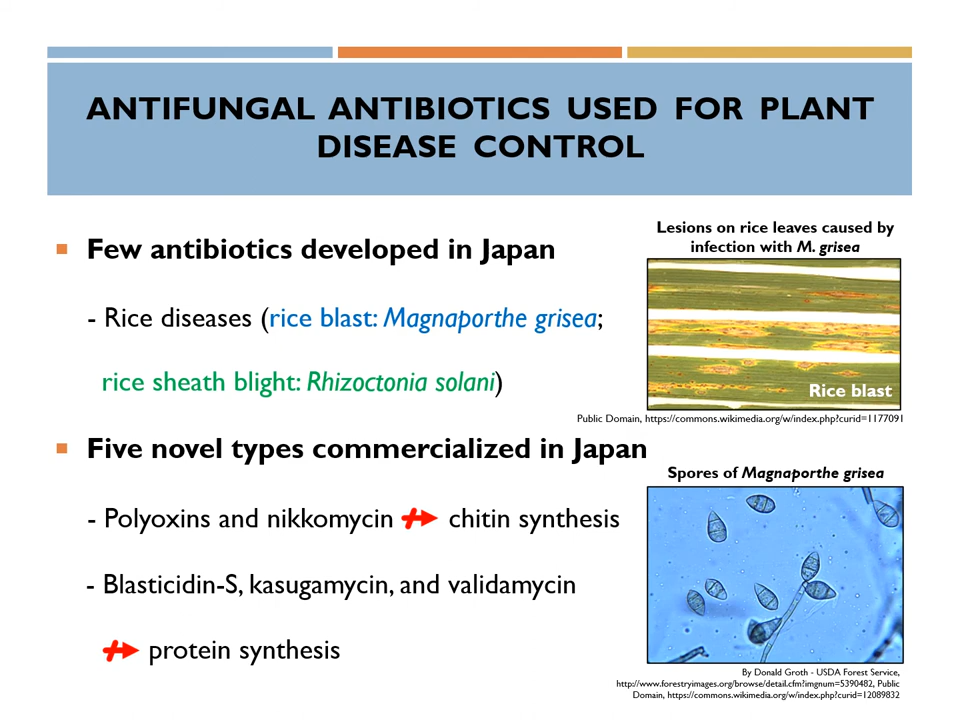 ANTIFUNGAL ANTIBIOTICS USED FOR PLANT
DISEASE CONTROL
Few antibiotics developed in Japan
- Rice diseases (rice blast: Magnaporthe grisea;
rice sheath blight: Rhizoctonia solani)
Five novel types commercialized in Japan
- Polyoxins and nikkomycin chitin synthesis
- Blasticidin-S, kasugamycin, and validamycin
protein synthesis
Lesions on rice leaves caused by
infection with M. grisea
Rice blast
Public Domain, https://commons.wikimedia.org/w/index.php?curid=1177091
Spores of Magnaporthe grisea
By Donald Groth - USDA Forest Service,
http://www.forestryimages.org/browse/detail.cfm?imgnum=5390482, Public
Domain, https://commons.wikimedia.org/w/index.php?curid=12089832